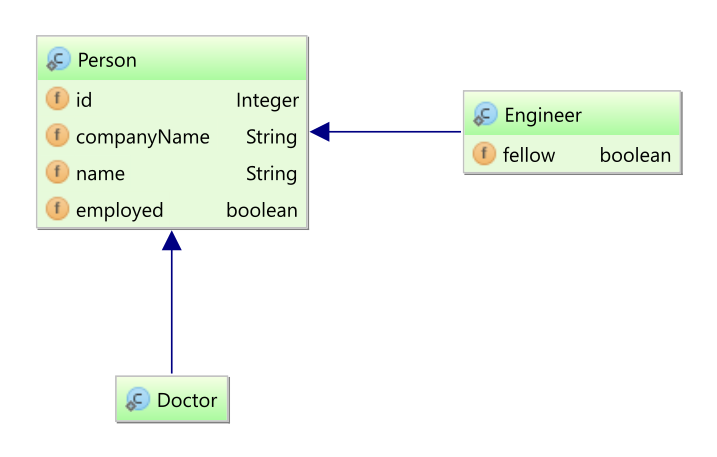 Person
id Integer
companyName String
name String
employed boolean
Engineer
fellow boolean
Doctor